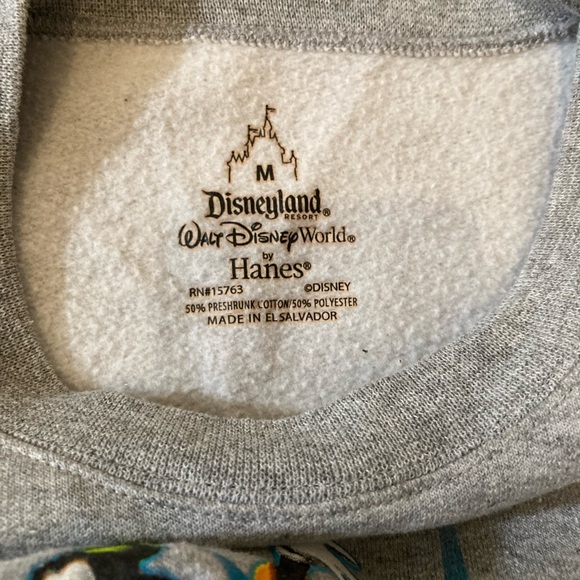 M
Disneyland®
RESORT
WALT DISNEY World®
by
Hanes®
RN#15763 ©DISNEY
50% PRESHRUNK COTTON/50% POLYESTER
MADE IN EL SALVADOR